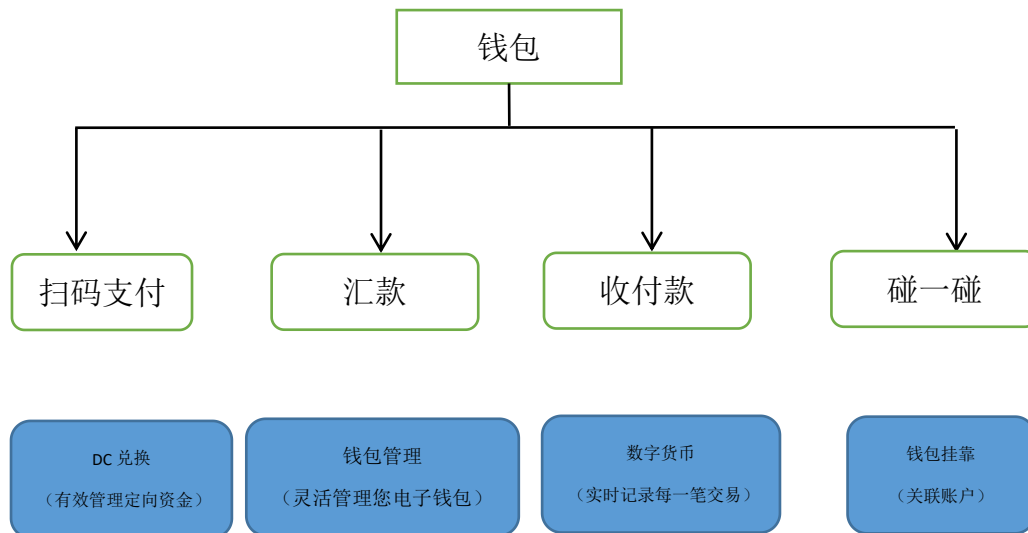 钱包
扫码支付
汇款
收付款
碰一碰
DC 兑换
（有效管理定向资金）
钱包管理
（灵活管理您电子钱包）
数字货币
（实时记录每一笔交易）
钱包挂靠
（关联账户）